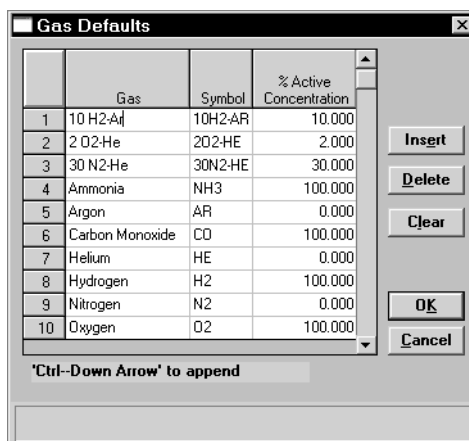 Gas Defaults
Gas Symbol % Active Concentration
1 10 H2-Ar 10H2-AR 10.000
2 2 O2-He 2O2-HE 2.000
3 30 N2-He 30N2-HE 30.000
4 Ammonia NH3 100.000
5 Argon AR 0.000
6 Carbon Monoxide CO 100.000
7 Helium HE 0.000
8 Hydrogen H2 100.000
9 Nitrogen N2 0.000
10 Oxygen O2 100.000
Insert
Delete
Clear
OK
Cancel
'Ctrl--Down Arrow' to append